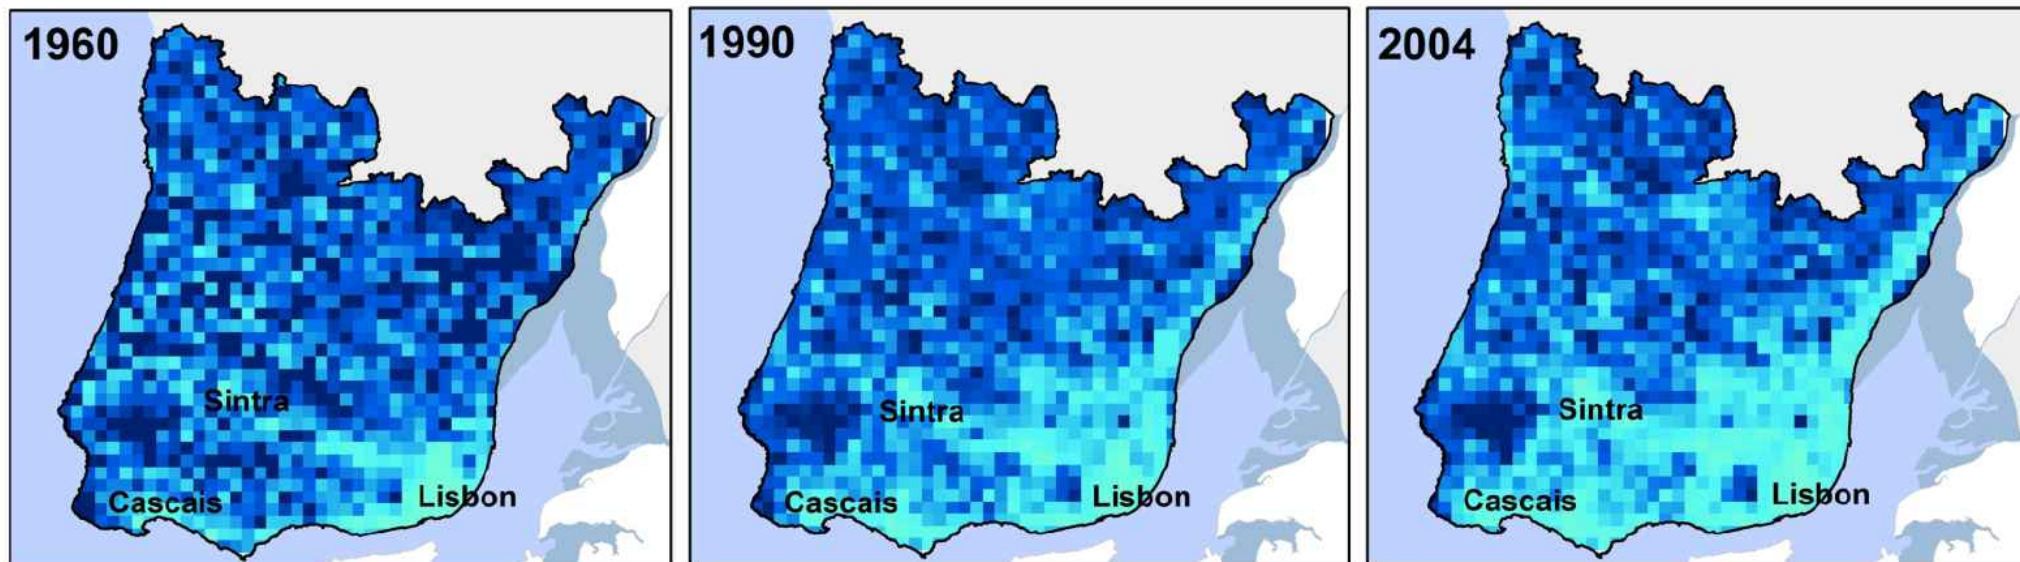 1960
Sintra
Cascais
Lisbon
1990
Sintra
Cascais
Lisbon
2004
Sintra
Cascais
Lisbon